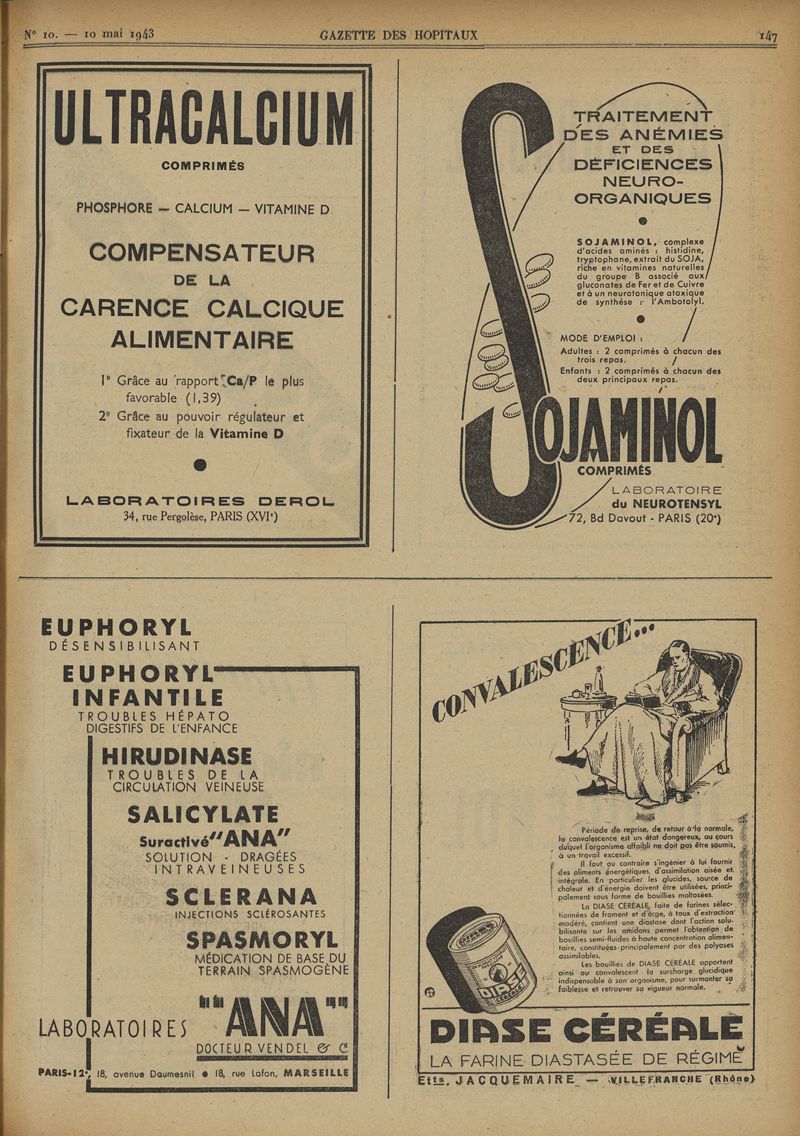 N° 10. — 10 mai 1943
GAZETTE DES HOPITAUX
147
ULTRACALCIUM
COMPRIMÉS
PHOSPHORE — CALCIUM — VITAMINE D
COMPENSATEUR
DE LA
CARENCE CALCIQUE
ALIMENTAIRE
1° Grâce au rapport Ca/P le plus
favorable (1,39)
2° Grâce au pouvoir régulateur et
fixateur de la Vitamine D
LABORATOIRES DEROL
34, rue Pergolèse, PARIS (XVIe)
TRAITEMENT
DES ANÉMIES
ET DES
DÉFICIENCES
NEURO-
ORGANIQUES
SOJAMINOL, complexe
d'acides aminés : histidine,
tryptophane, extrait du SOJA,
riche en vitamines naturelles
du groupe B associé aux
gluconates de Fer et de Cuivre
et à un neurotonique atoxique
de synthèse : l'Ambotolyl.
MODE D'EMPLOI :
Adultes : 2 comprimés à chacun des
trois repas.
Enfants : 2 comprimés à chacun des
deux principaux repas.
SOJAMINOL
COMPRIMÉS
LABORATOIRE
du NEUROTENSYL
72, Bd Davout - PARIS (20e)
EUPHORYL
DÉSENSIBILISANT
EUPHORYL
INFANTILE
TROUBLES HÉPATO
DIGESTIFS DE L'ENFANCE
HIRUDINASE
TROUBLES DE LA
CIRCULATION VEINEUSE
SALICYLATE
Suractivé "ANA"
SOLUTION - DRAGÉES
INTRAVEINEUSES
SCLERANA
INJECTIONS SCLÉROSANTES
SPASMORYL
MÉDICATION DE BASE DU
TERRAIN SPASMOGÈNE
LABORATOIRES "ANA"
DOCTEUR VENDEL & Cie
PARIS-12e, 18, avenue Daumesnil • 18, rue Lafon, MARSEILLE
CONVALESCENCE...
Période de reprise, de retour à la normale,
la convalescence est un état dangereux, au cours
duquel l'organisme affaibli ne doit pas être soumis,
à un travail excessif.
Il faut au contraire s'ingénier à lui fournir
des aliments énergétiques, d'assimilation aisée et
intégrale. En particulier les glucides, source de
chaleur et d'énergie doivent être utilisées, princi-
palement sous forme de bouillies maltosées.
La DIASE CÉRÉALE, faite de farines sélec-
tionnées de froment et d'orge, à taux d'extraction
modéré, contient une diastase dont l'action solu-
bilisante sur les amidons permet l'obtention de
bouillies semi-fluides à haute concentration alimen-
taire, constituées principalement par des polyoses
assimilables.
Les bouillies de DIASE CÉRÉALE apportent
ainsi au convalescent la surcharge glucidique
indispensable à son organisme, pour surmonter sa
faiblesse et retrouver sa vigueur normale.
DIASE
CÉRÉALE
DIASE CÉRÉALE
LA FARINE DIASTASÉE DE RÉGIME
Etts. JACQUEMAIRE — VILLEFRANCHE (Rhône)